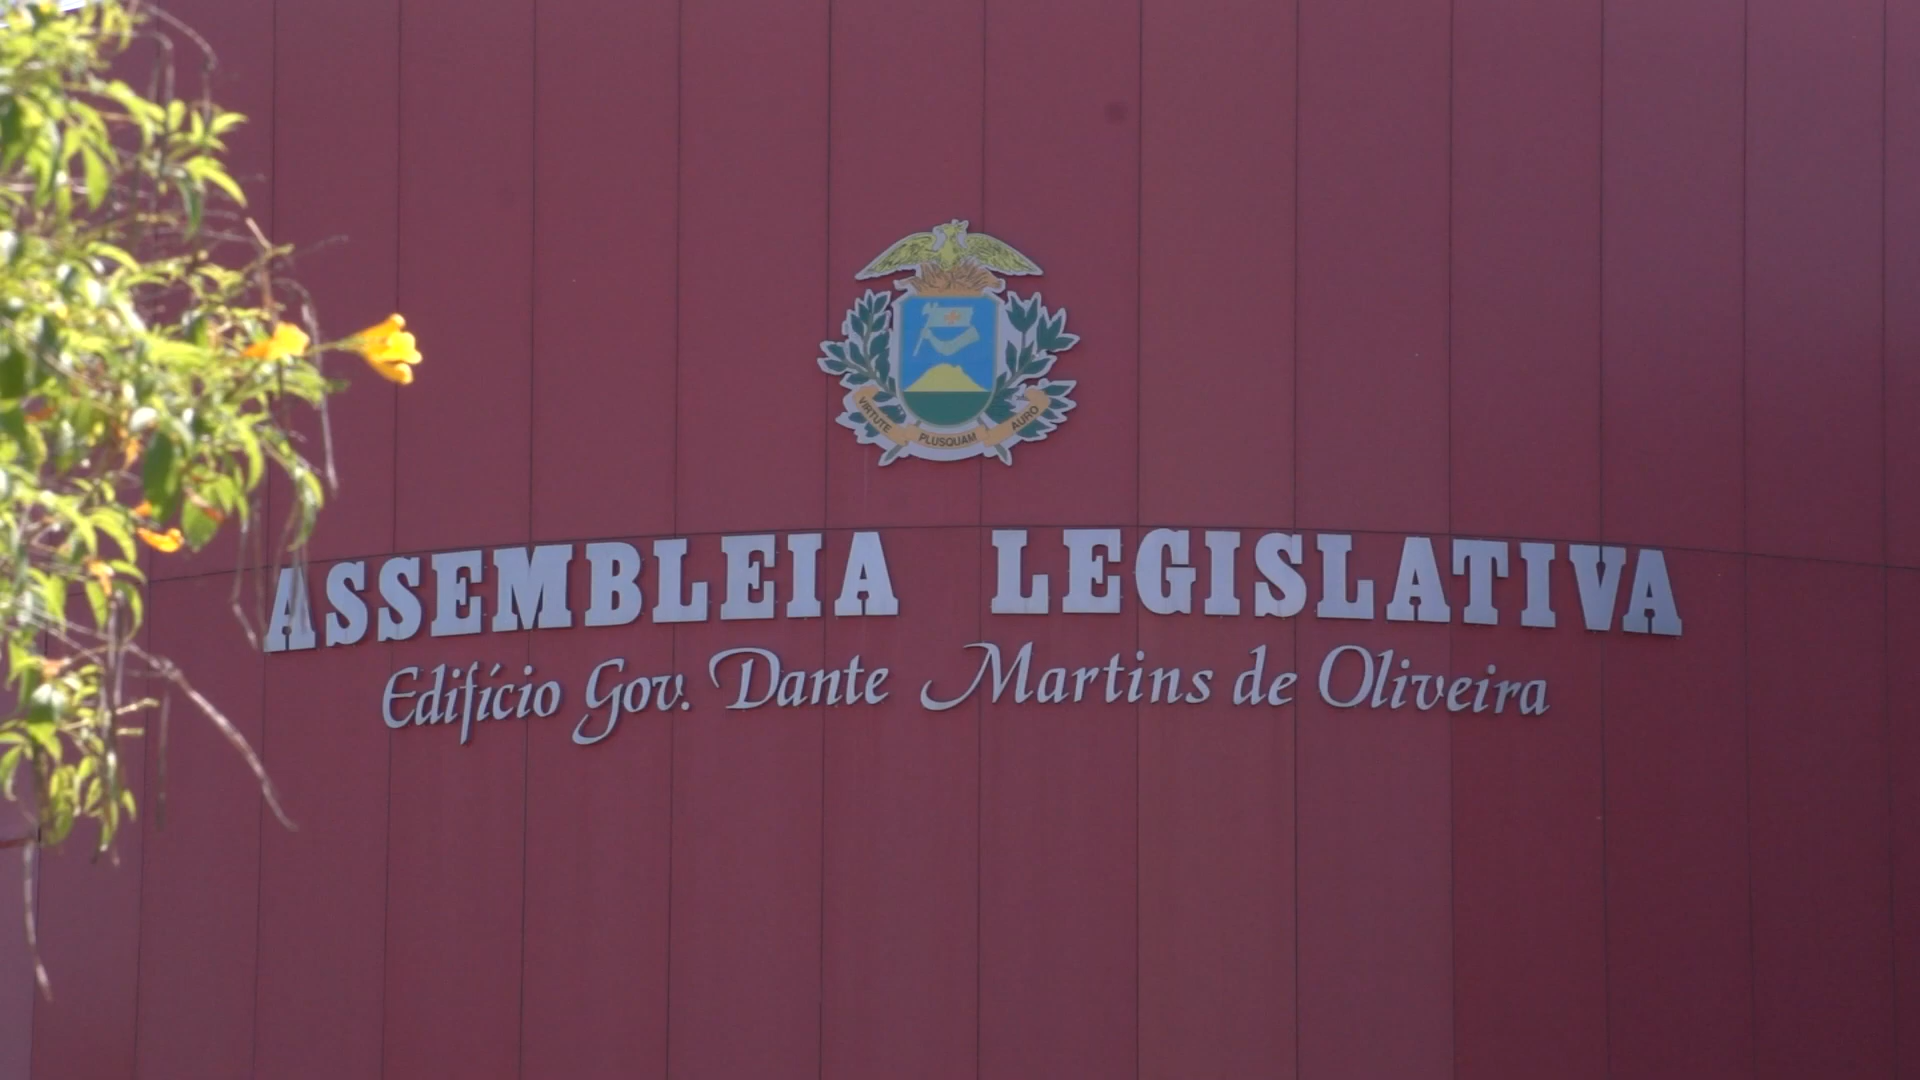 VIRTUTE PLUSQUAM AURO
ASSEMBLEIA LEGISLATIVA
Edifício Gov. Dante Martins de Oliveira